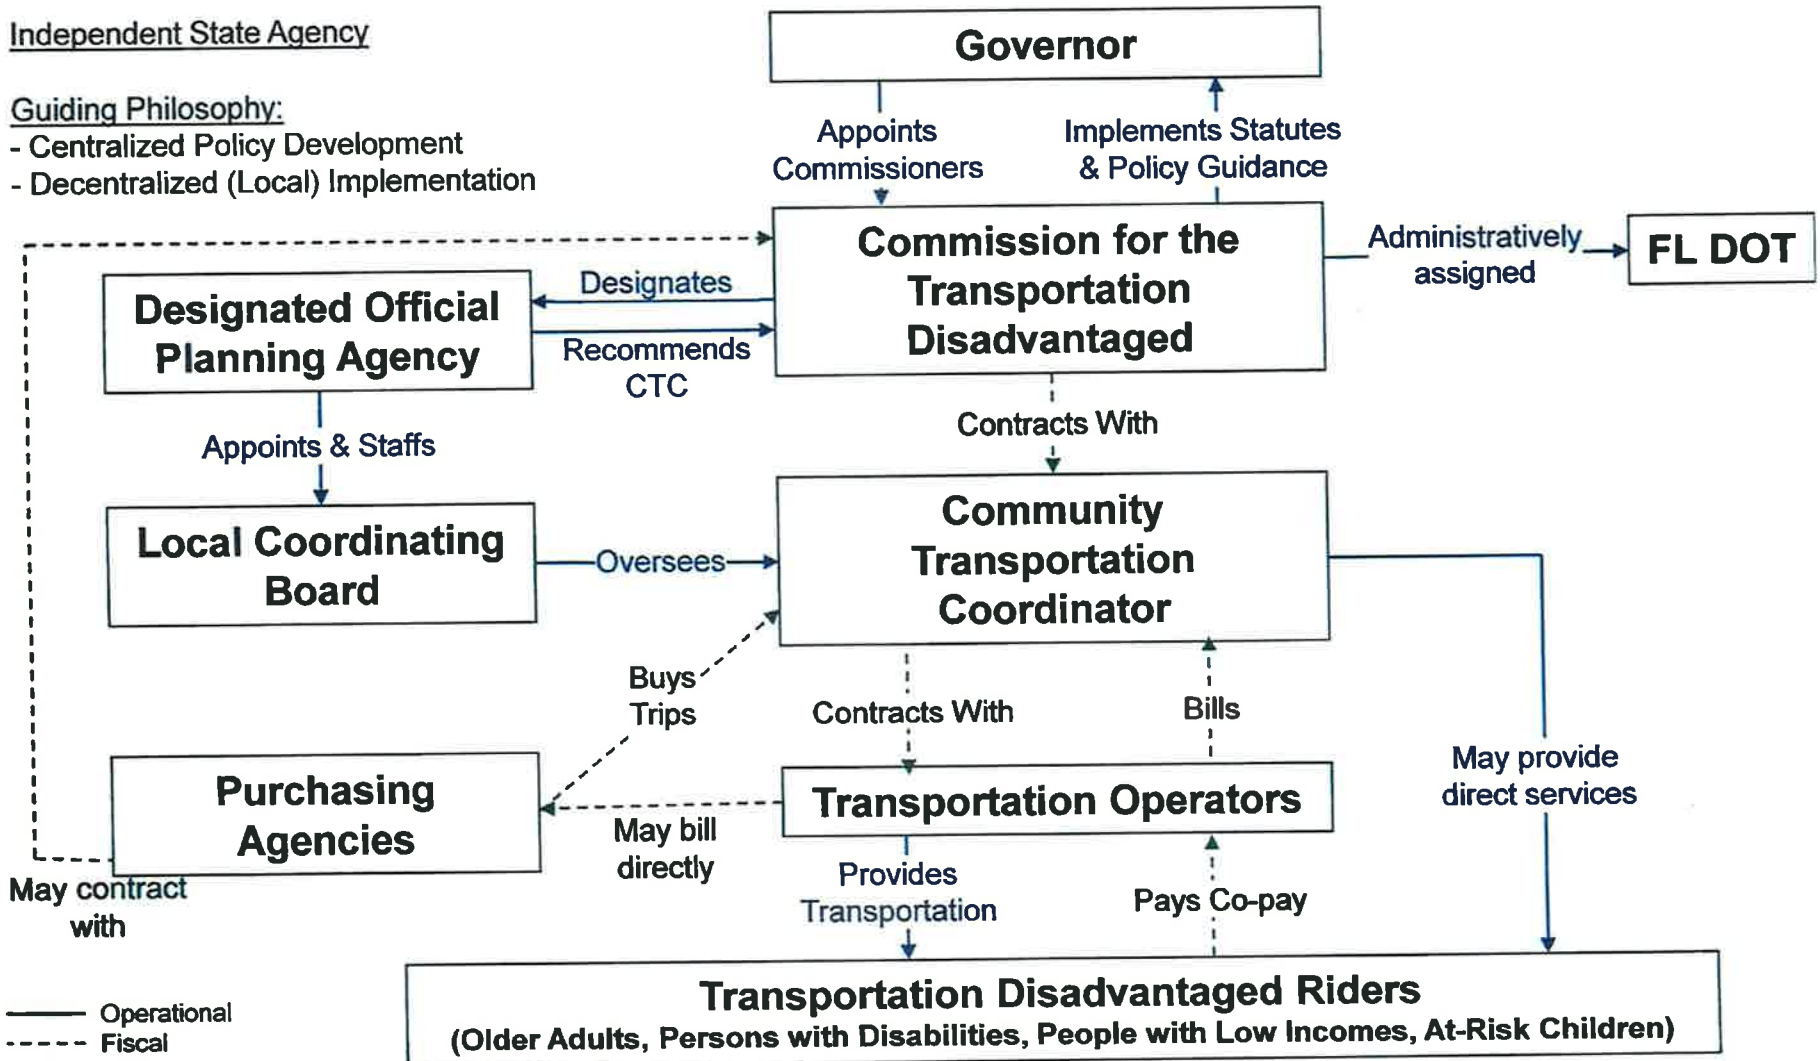 Independent State Agency
Guiding Philosophy:
- Centralized Policy Development
- Decentralized (Local) Implementation
Governor
Appoints
Commissioners
Implements Statutes
& Policy Guidance
Commission for the
Transportation
Disadvantaged
Administratively
assigned
FL DOT
Designates
Designated Official
Planning Agency
Recommends
CTC
Contracts With
Appoints & Staffs
Local Coordinating
Board
Oversees
Community
Transportation
Coordinator
Buys
Trips
Contracts With
Bills
May provide
direct services
Purchasing
Agencies
Transportation Operators
May bill
directly
May contract
with
Provides
Transportation
Pays Co-pay
Transportation Disadvantaged Riders
(Older Adults, Persons with Disabilities, People with Low Incomes, At-Risk Children)
Operational
Fiscal